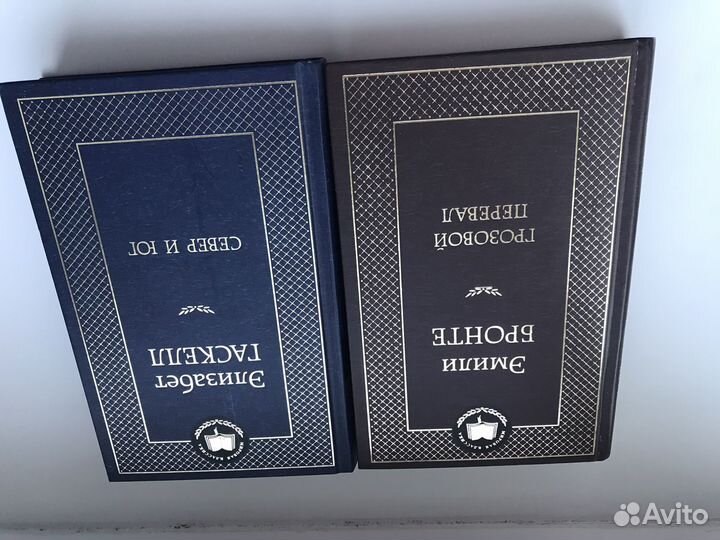 Эмили
БРОНТЕ
ГРОЗОВОЙ
ПЕРЕВАЛ
Элизабет
ГАСКЕЛЛ
СЕВЕР И ЮГ
Avito